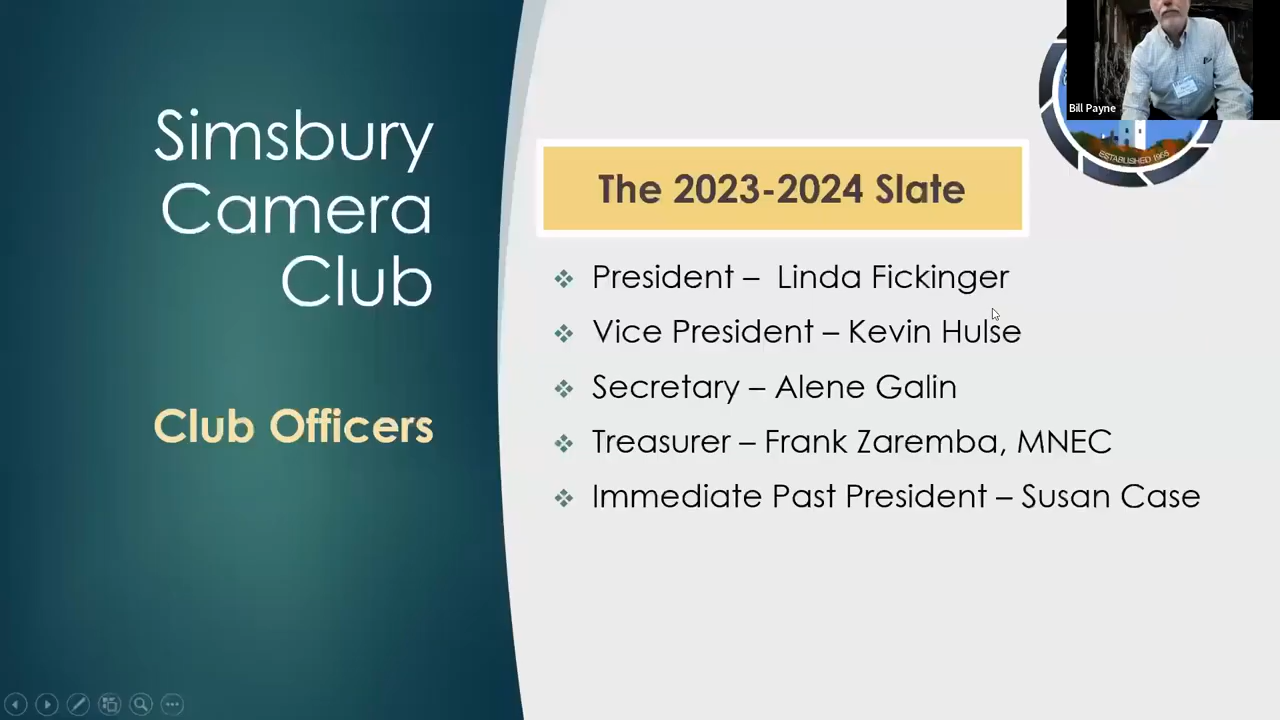 Simsbury
Camera
Club
Club Officers
The 2023-2024 Slate
President – Linda Fickinger
Vice President – Kevin Hulse
Secretary – Alene Galin
Treasurer – Frank Zaremba, MNEC
Immediate Past President – Susan Case
Bill Payne
ESTABLISHED 1965